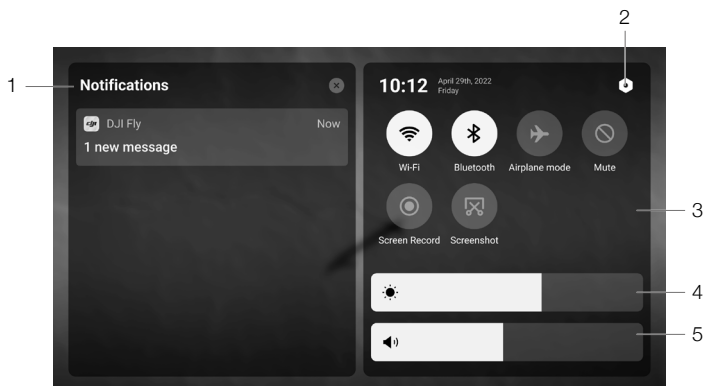 2
1
Notifications
10:12
April 29th, 2022
Friday
dji DJI Fly
Now
1 new message
Wi-Fi
Bluetooth
Airplane mode
Mute
3
Screen Record
Screenshot
4
5